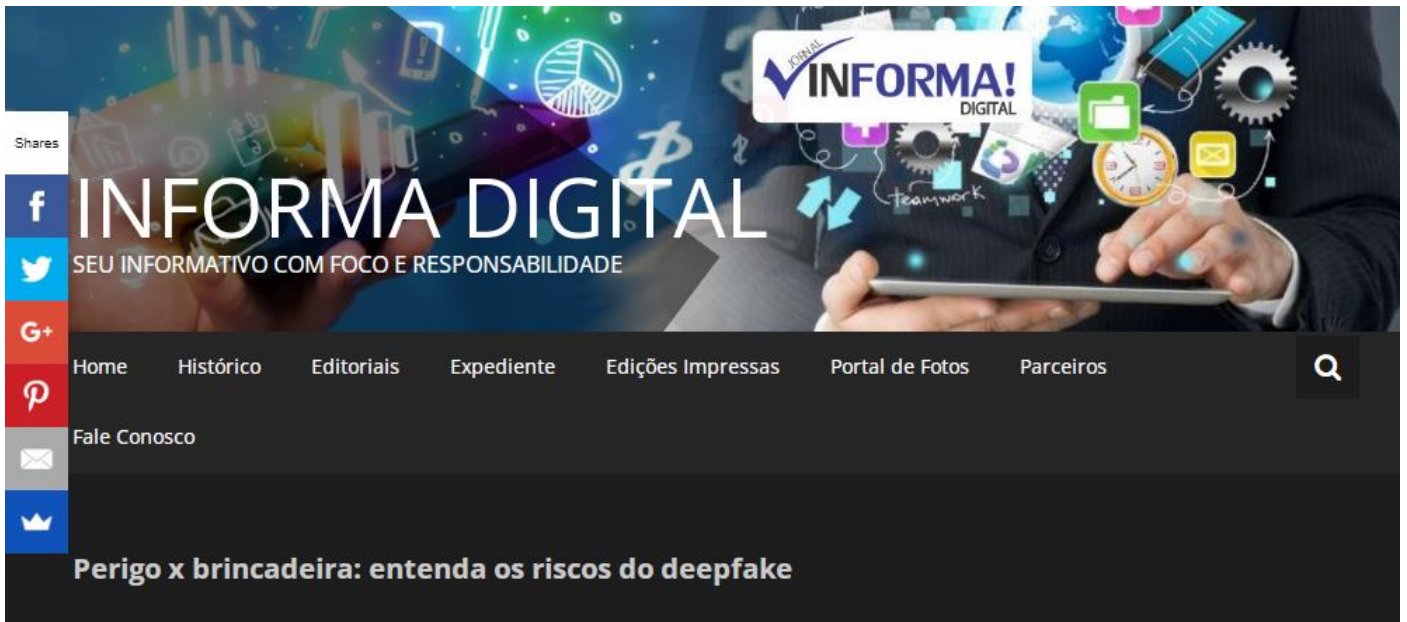 JORNAL
INFORMA!
DIGITAL
teamwork
Shares
INFORMA DIGITAL
SEU INFORMATIVO COM FOCO E RESPONSABILIDADE
Home Histórico Editoriais Expediente Edições Impressas Portal de Fotos Parceiros
Fale Conosco
Perigo x brincadeira: entenda os riscos do deepfake